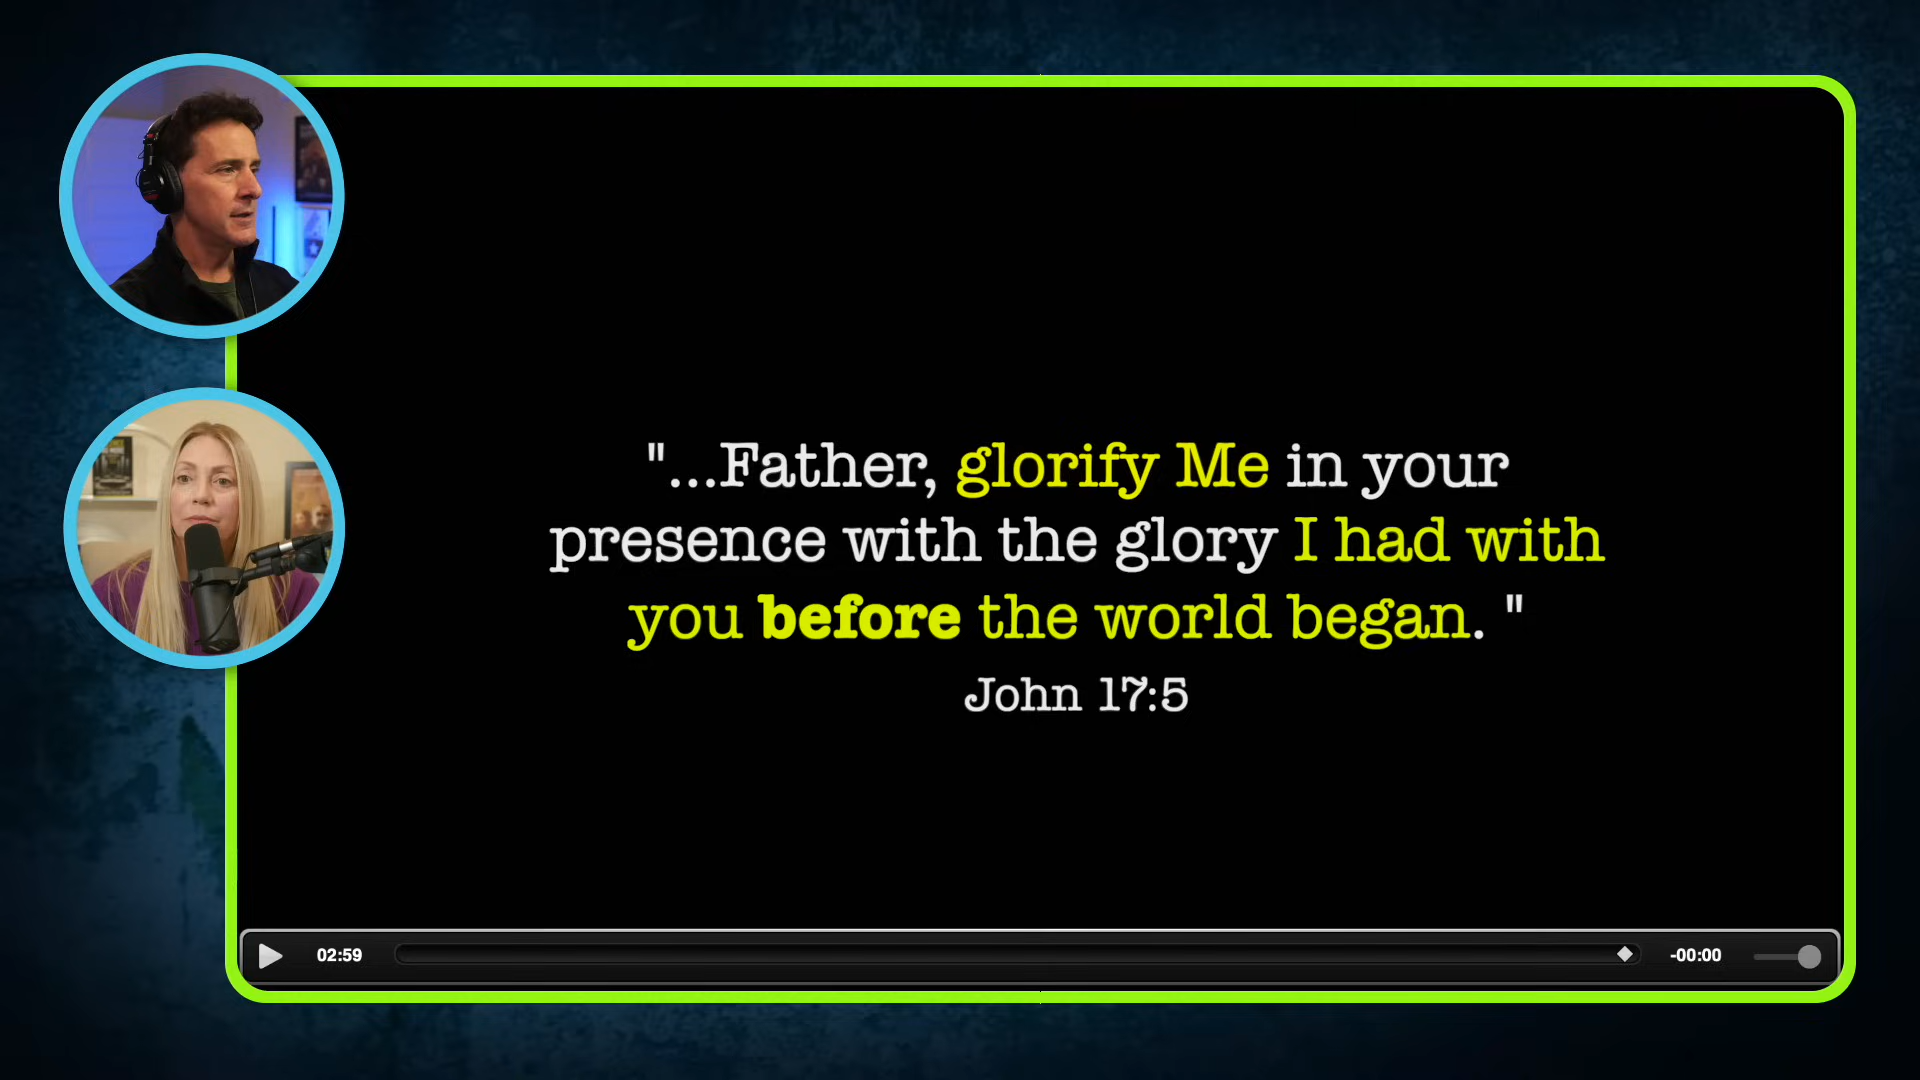 "...Father, glorify Me in your
presence with the glory I had with
you before the world began. "
John 17:5
02:59
-00:00